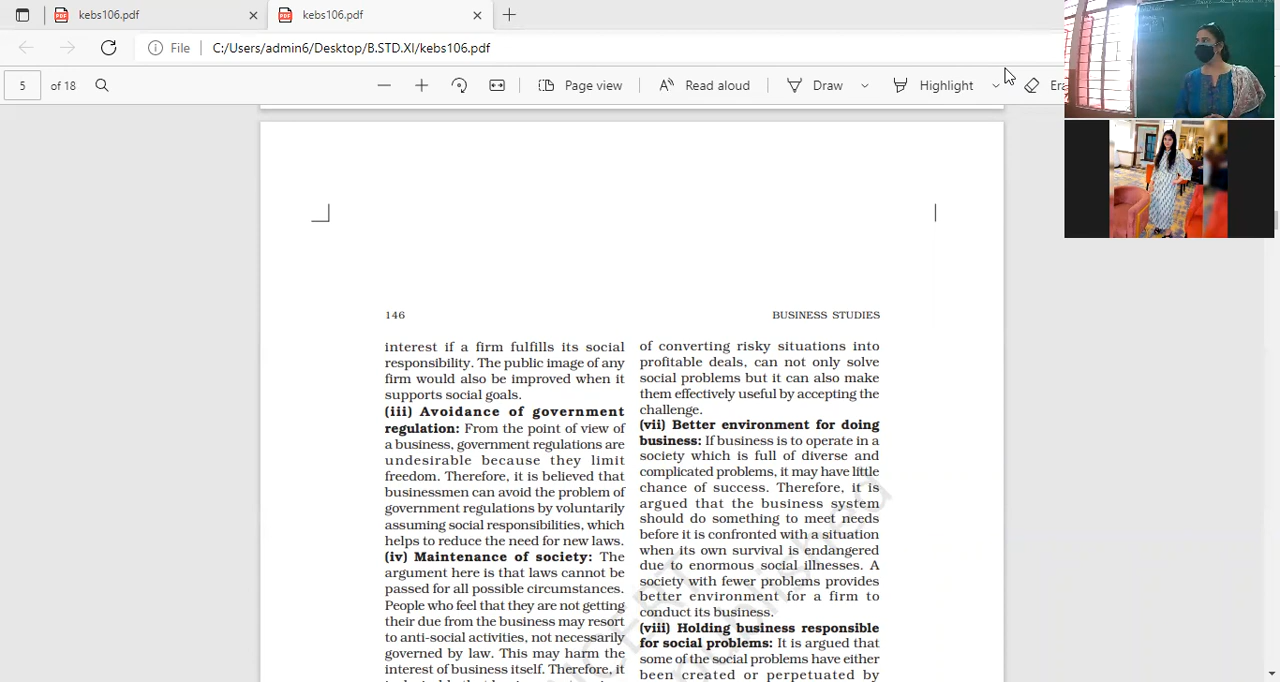 kebs106.pdf
kebs106.pdf
File
C:/Users/admin6/Desktop/B.STD.XI/kebs106.pdf
5 of 18
Page view
Read aloud
Draw
Highlight
Era
146
BUSINESS STUDIES
interest if a firm fulfills its social
responsibility. The public image of any
firm would also be improved when it
supports social goals.
(iii) Avoidance of government
regulation: From the point of view of
a business, government regulations are
undesirable because they limit
freedom. Therefore, it is believed that
businessmen can avoid the problem of
government regulations by voluntarily
assuming social responsibilities, which
helps to reduce the need for new laws.
(iv) Maintenance of society: The
argument here is that laws cannot be
passed for all possible circumstances.
People who feel that they are not getting
their due from the business may resort
to anti-social activities, not necessarily
governed by law. This may harm the
interest of business itself. Therefore, it
of converting risky situations into
profitable deals, can not only solve
social problems but it can also make
them effectively useful by accepting the
challenge.
(vii) Better environment for doing
business: If business is to operate in a
society which is full of diverse and
complicated problems, it may have little
chance of success. Therefore, it is
argued that the business system
should do something to meet needs
before it is confronted with a situation
when its own survival is endangered
due to enormous social illnesses. A
society with fewer problems provides
better environment for a firm to
conduct its business.
(viii) Holding business responsible
for social problems: It is argued that
some of the social problems have either
been created or perpetuated by